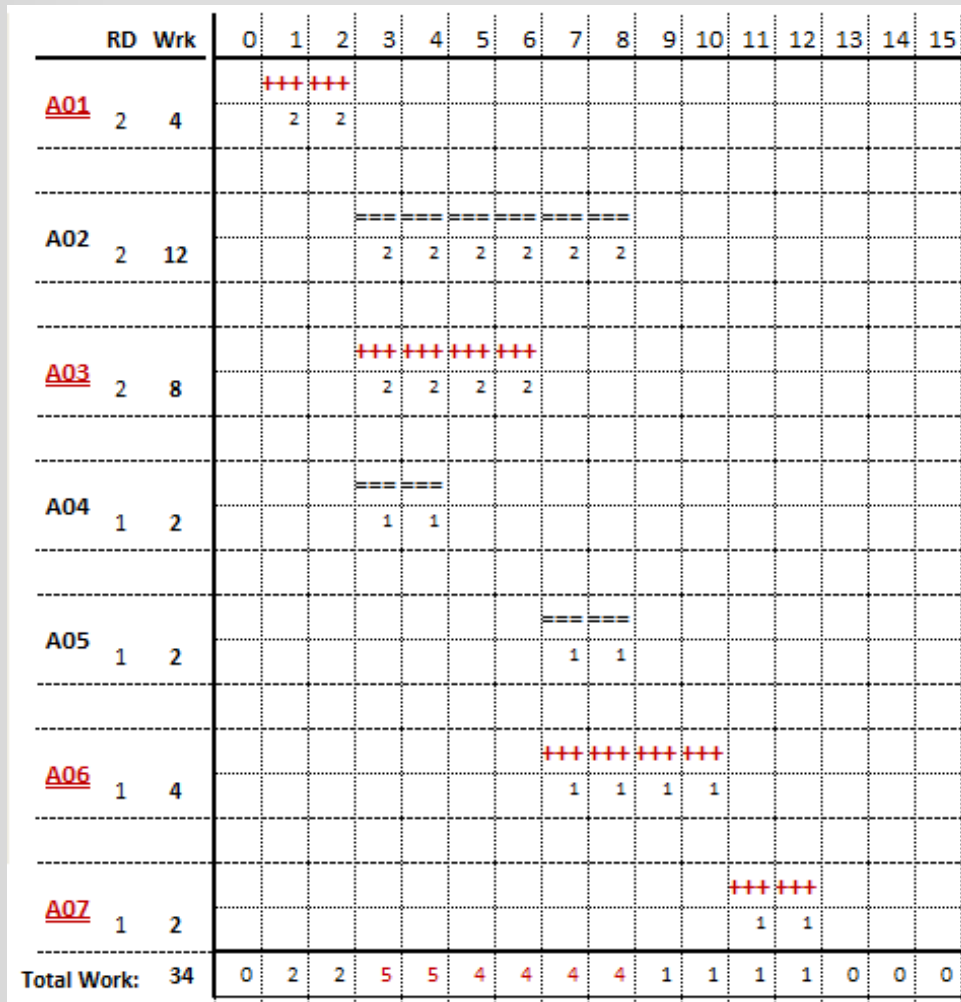 RD Wrk 0 1 2 3 4 5 6 7 8 9 10 11 12 13 14 15
+++ +++
A01 2 4 2 2
=== === === === === ===
A02 2 12 2 2 2 2 2 2
+++ +++ +++ +++
A03 2 8 2 2 2 2
=== ===
A04 1 2 1 1
=== ===
A05 1 2 1 1
+++ +++ +++ +++
A06 1 4 1 1 1 1
+++ +++
A07 1 2 1 1
Total Work: 34 0 2 2 5 5 4 4 4 4 1 1 1 1 0 0 0